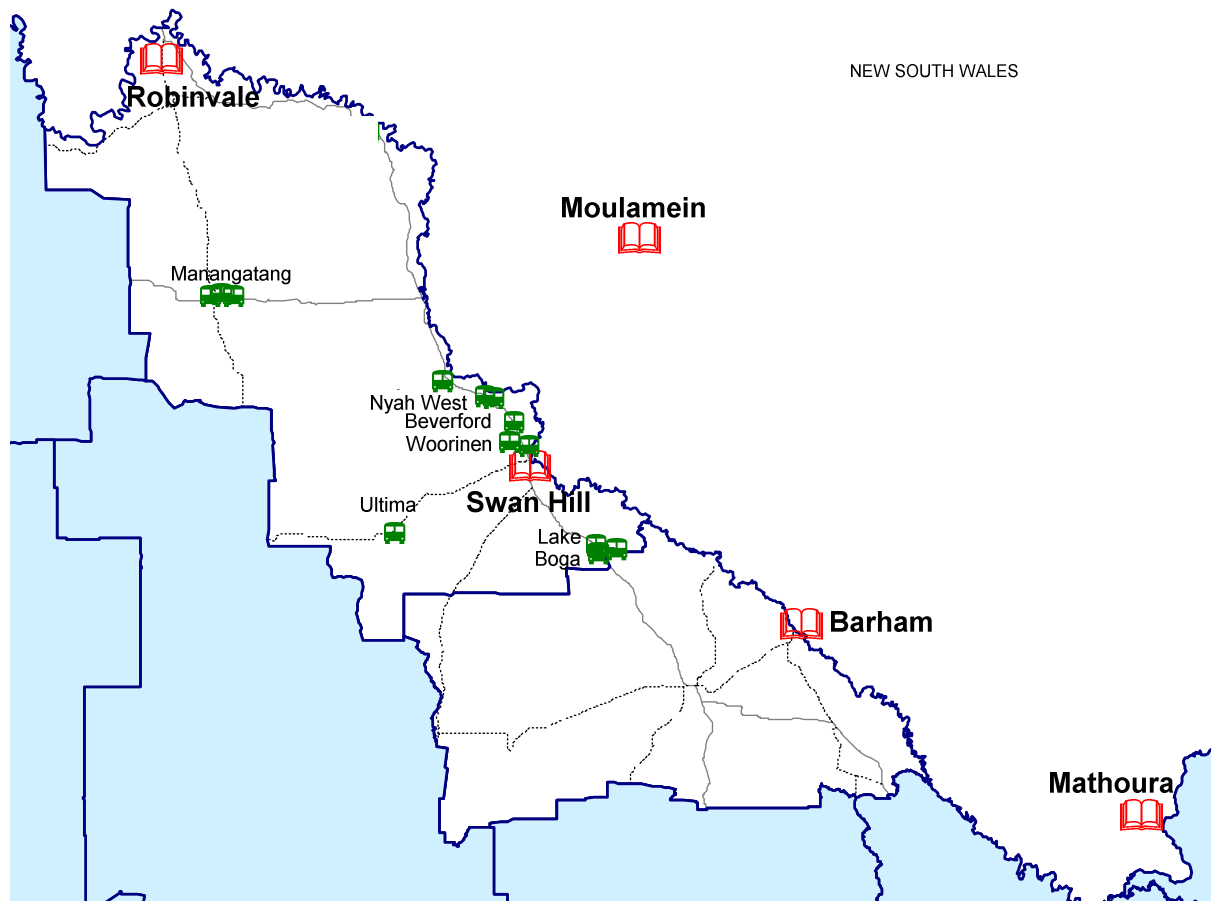 NEW SOUTH WALES
Robinvale
Moulamein
Manangatang
Nyah West
Beverford
Woorinen
Swan Hill
Ultima
Lake
Boga
Barham
Mathoura